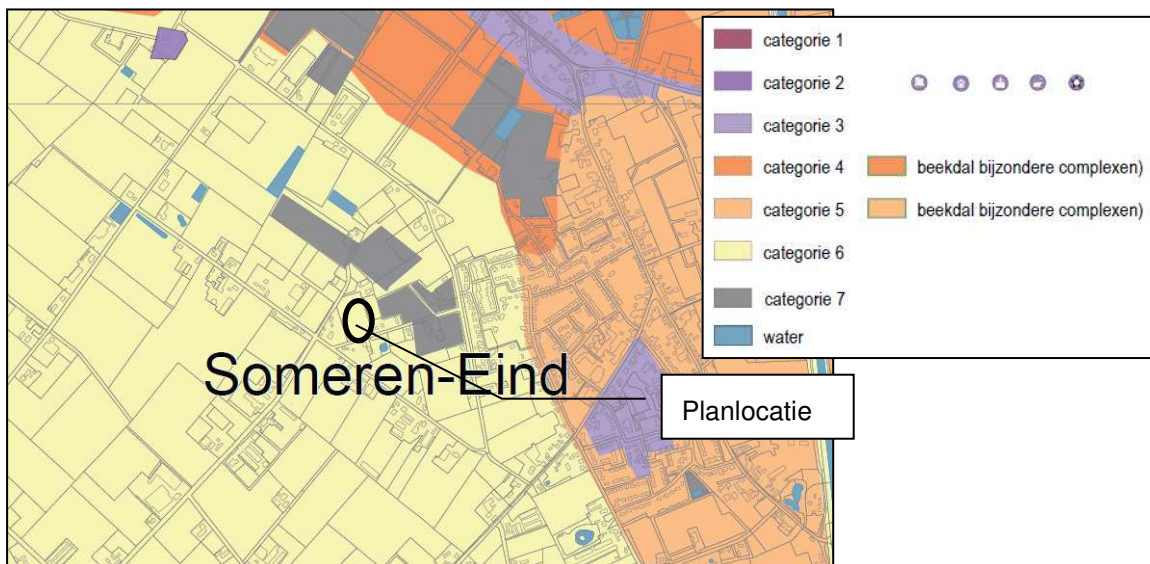 categorie 1
categorie 2
categorie 3
categorie 4
beekdal bijzondere complexen)
categorie 5
beekdal bijzondere complexen)
categorie 6
categorie 7
water
Someren-Eind
Planlocatie